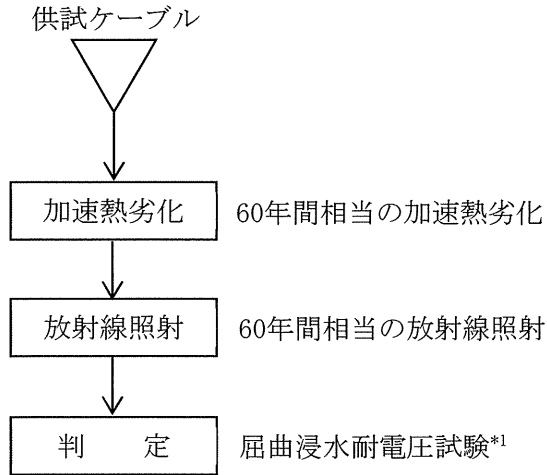 供試ケーブル
加速熱劣化 60年間相当の加速熱劣化
放射線照射 60年間相当の放射線照射
判 定 屈曲浸水耐電圧試験*1